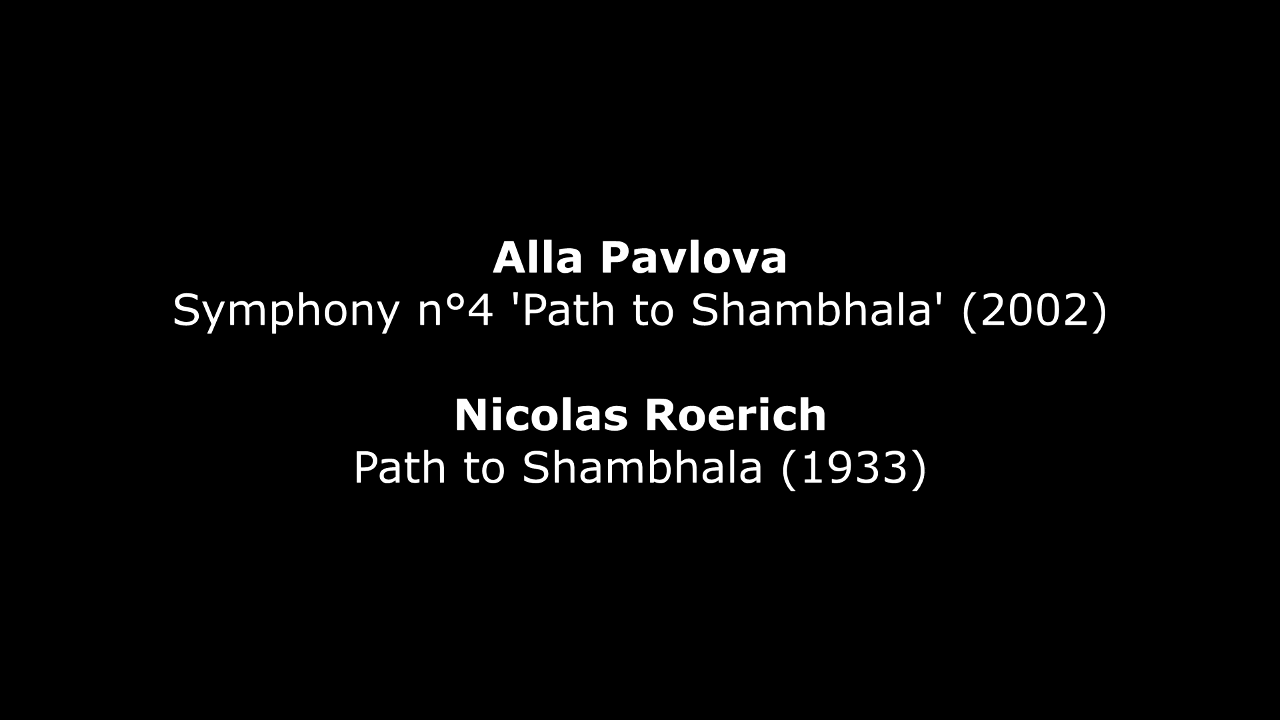 Alla Pavlova
Symphony n°4 'Path to Shambhala' (2002)
Nicolas Roerich
Path to Shambhala (1933)